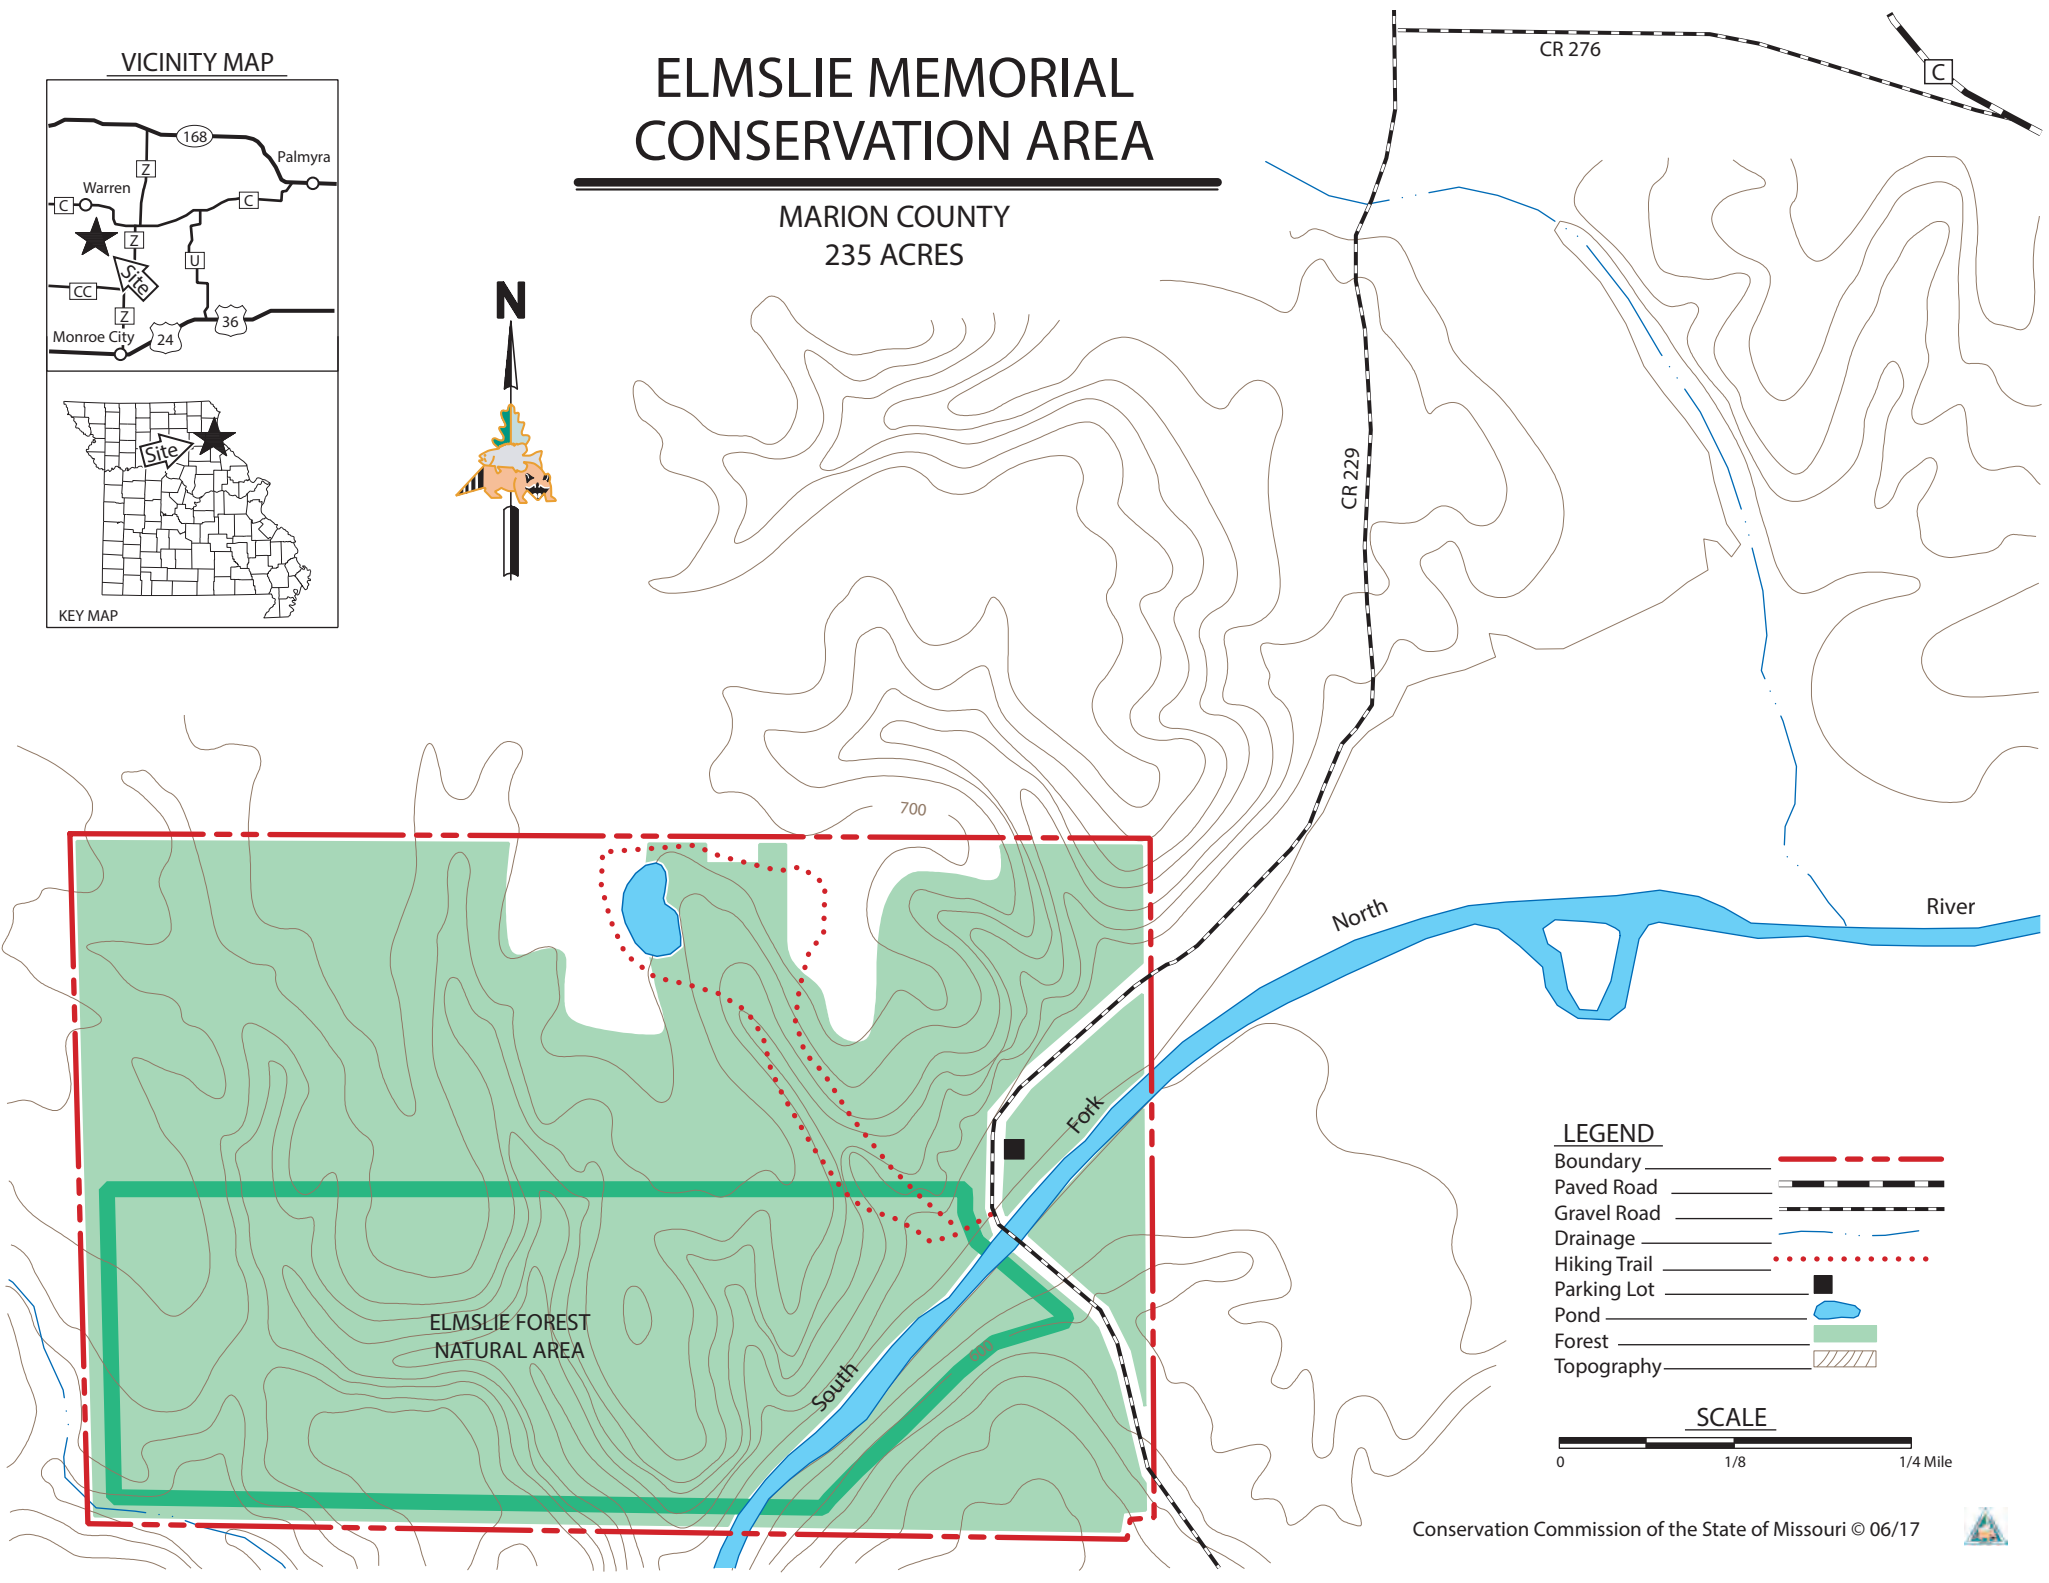 VICINITY MAP
168
Palmyra
Z
Warren
C
C
Z
U
Site
CC
Z
Monroe City
24
36
Site
KEY MAP
ELMSLIE MEMORIAL
CONSERVATION AREA
MARION COUNTY
235 ACRES
N
CR 276
C
CR 229
700
North
River
Fork
South
600
ELMSLIE FOREST
NATURAL AREA
LEGEND
Boundary
Paved Road
Gravel Road
Drainage
Hiking Trail
Parking Lot
Pond
Forest
Topography
SCALE
0 1/8 1/4 Mile
Conservation Commission of the State of Missouri © 06/17